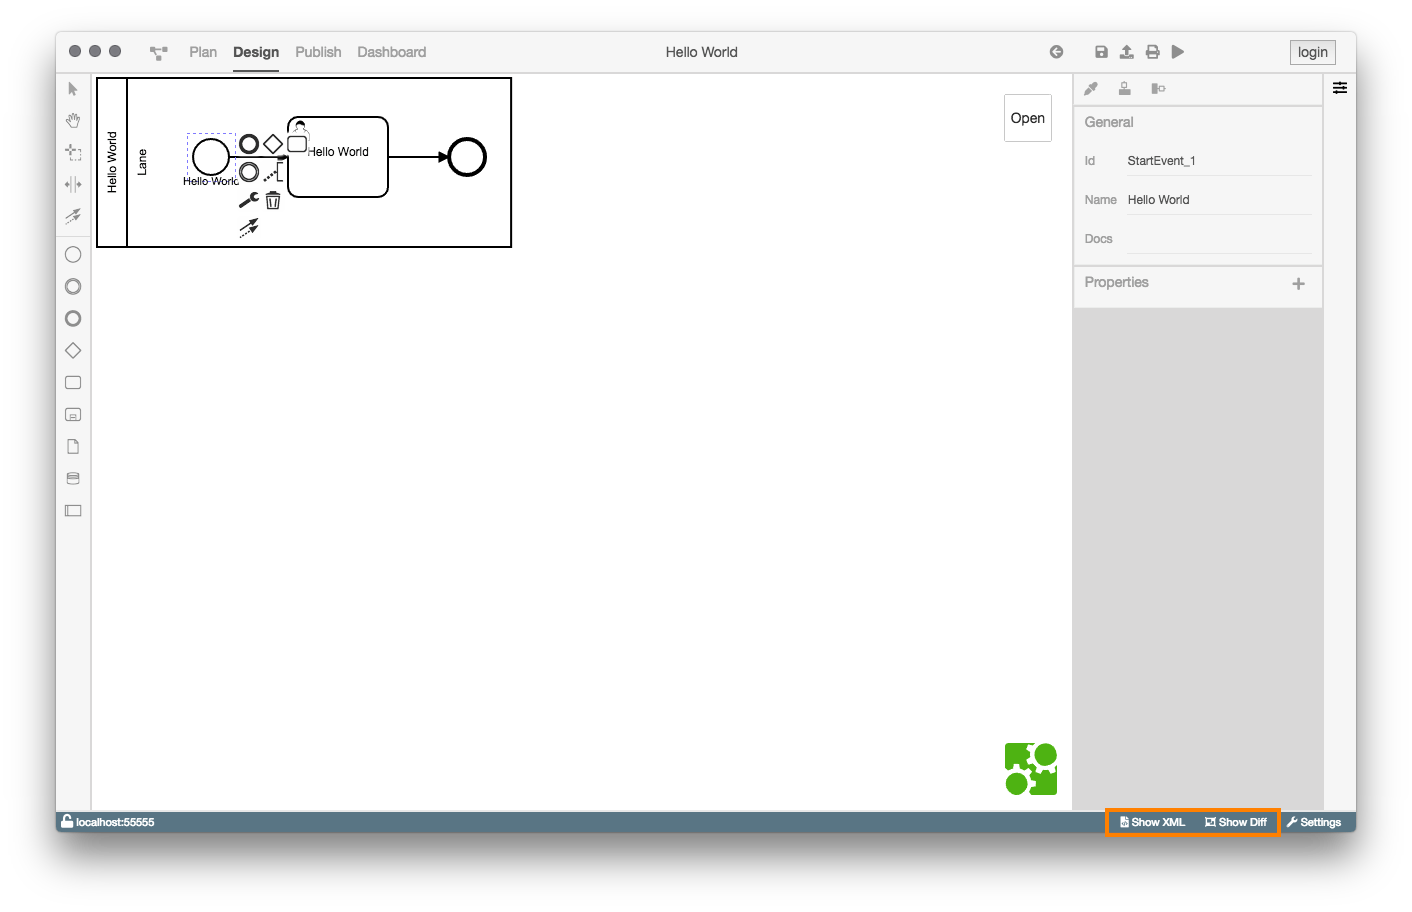 Plan Design Publish Dashboard Hello World login
Open
Hello World
Lane
Hello World
Hello World
General
Id StartEvent_1
Name Hello World
Docs
Properties
localhost:55555 Show XML Show Diff Settings